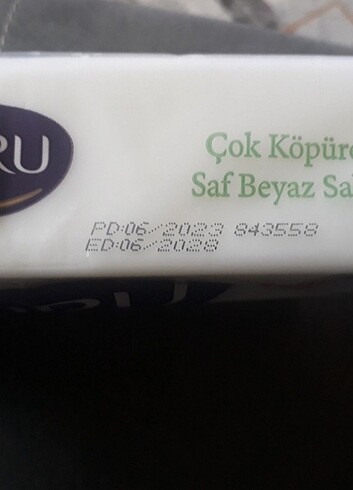 RU
Çok Köpür
Saf Beyaz Sa
PD:06/2023 843558
ED:06/2028